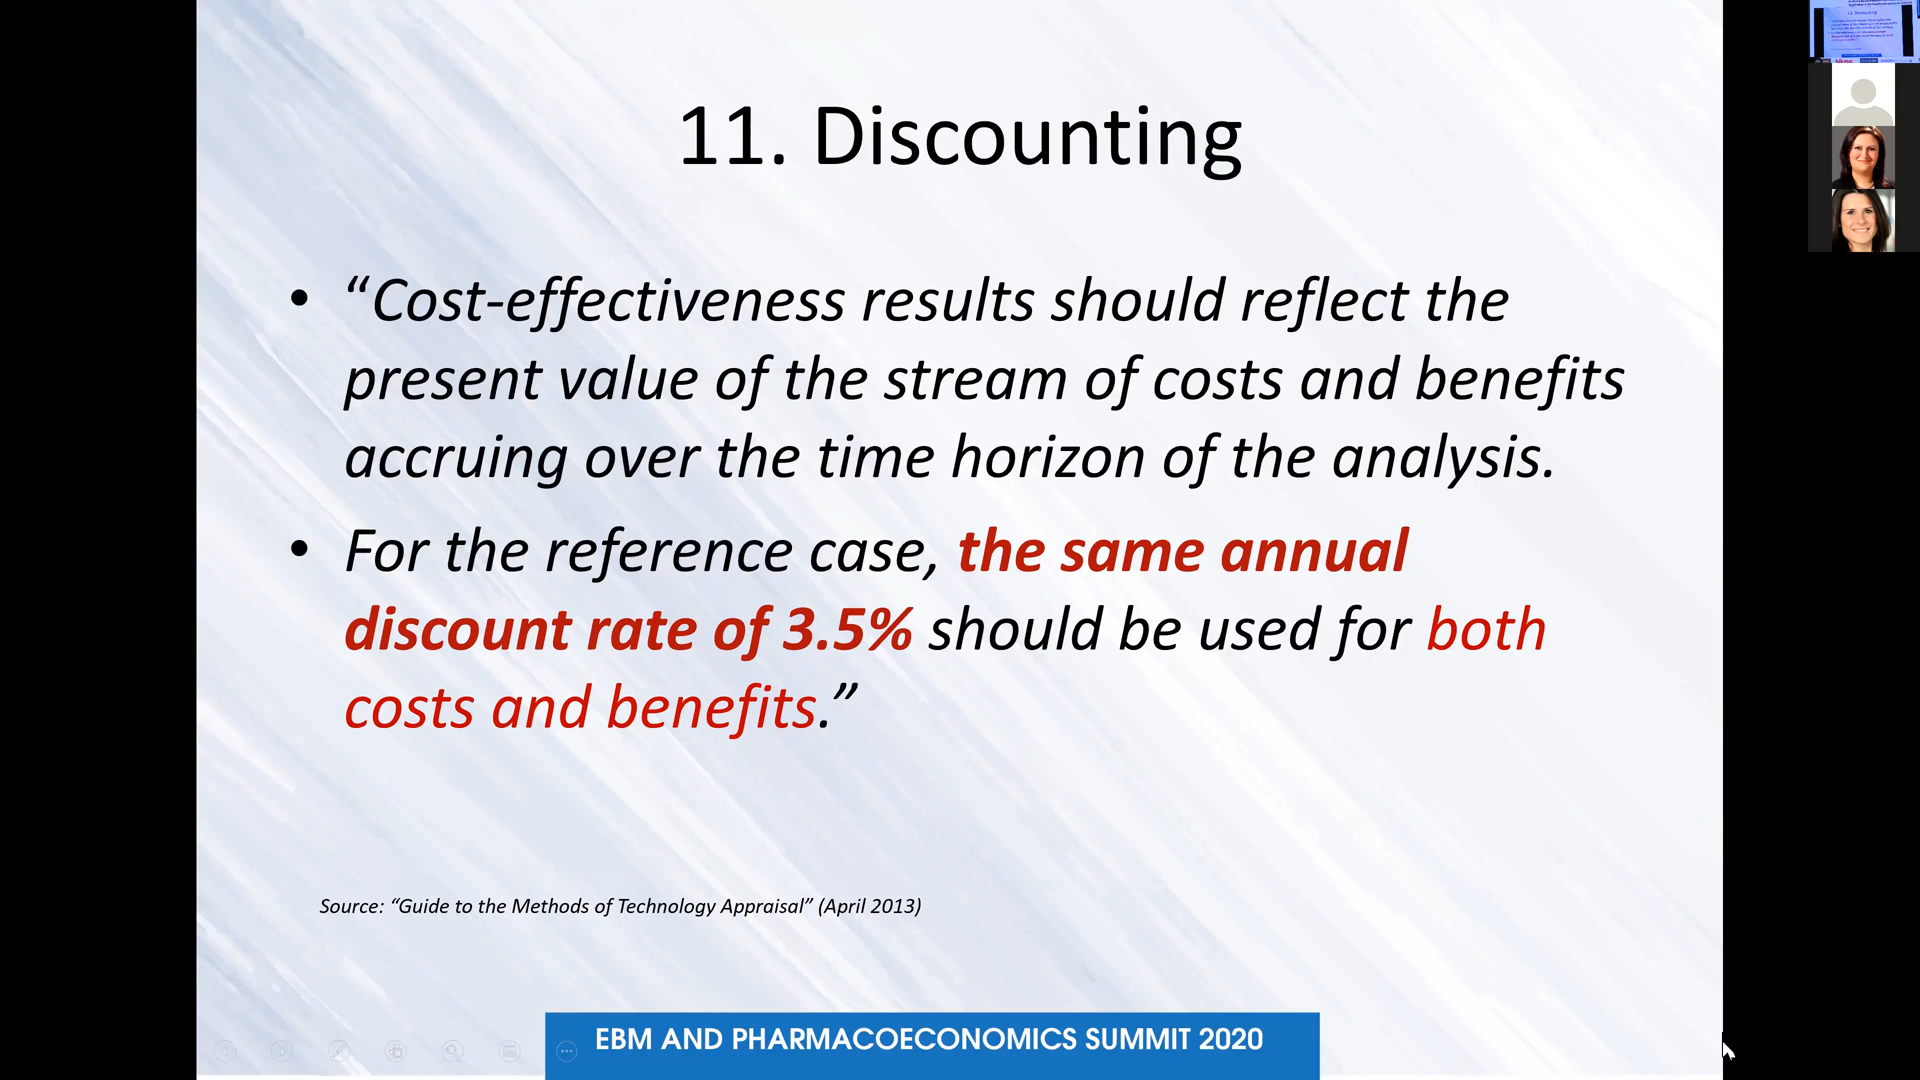 11. Discounting
• “Cost-effectiveness results should reflect the
present value of the stream of costs and benefits
accruing over the time horizon of the analysis.
• For the reference case, the same annual
discount rate of 3.5% should be used for both
costs and benefits.”
Source: “Guide to the Methods of Technology Appraisal” (April 2013)
EBM AND PHARMACOECONOMICS SUMMIT 2020
11. Discounting